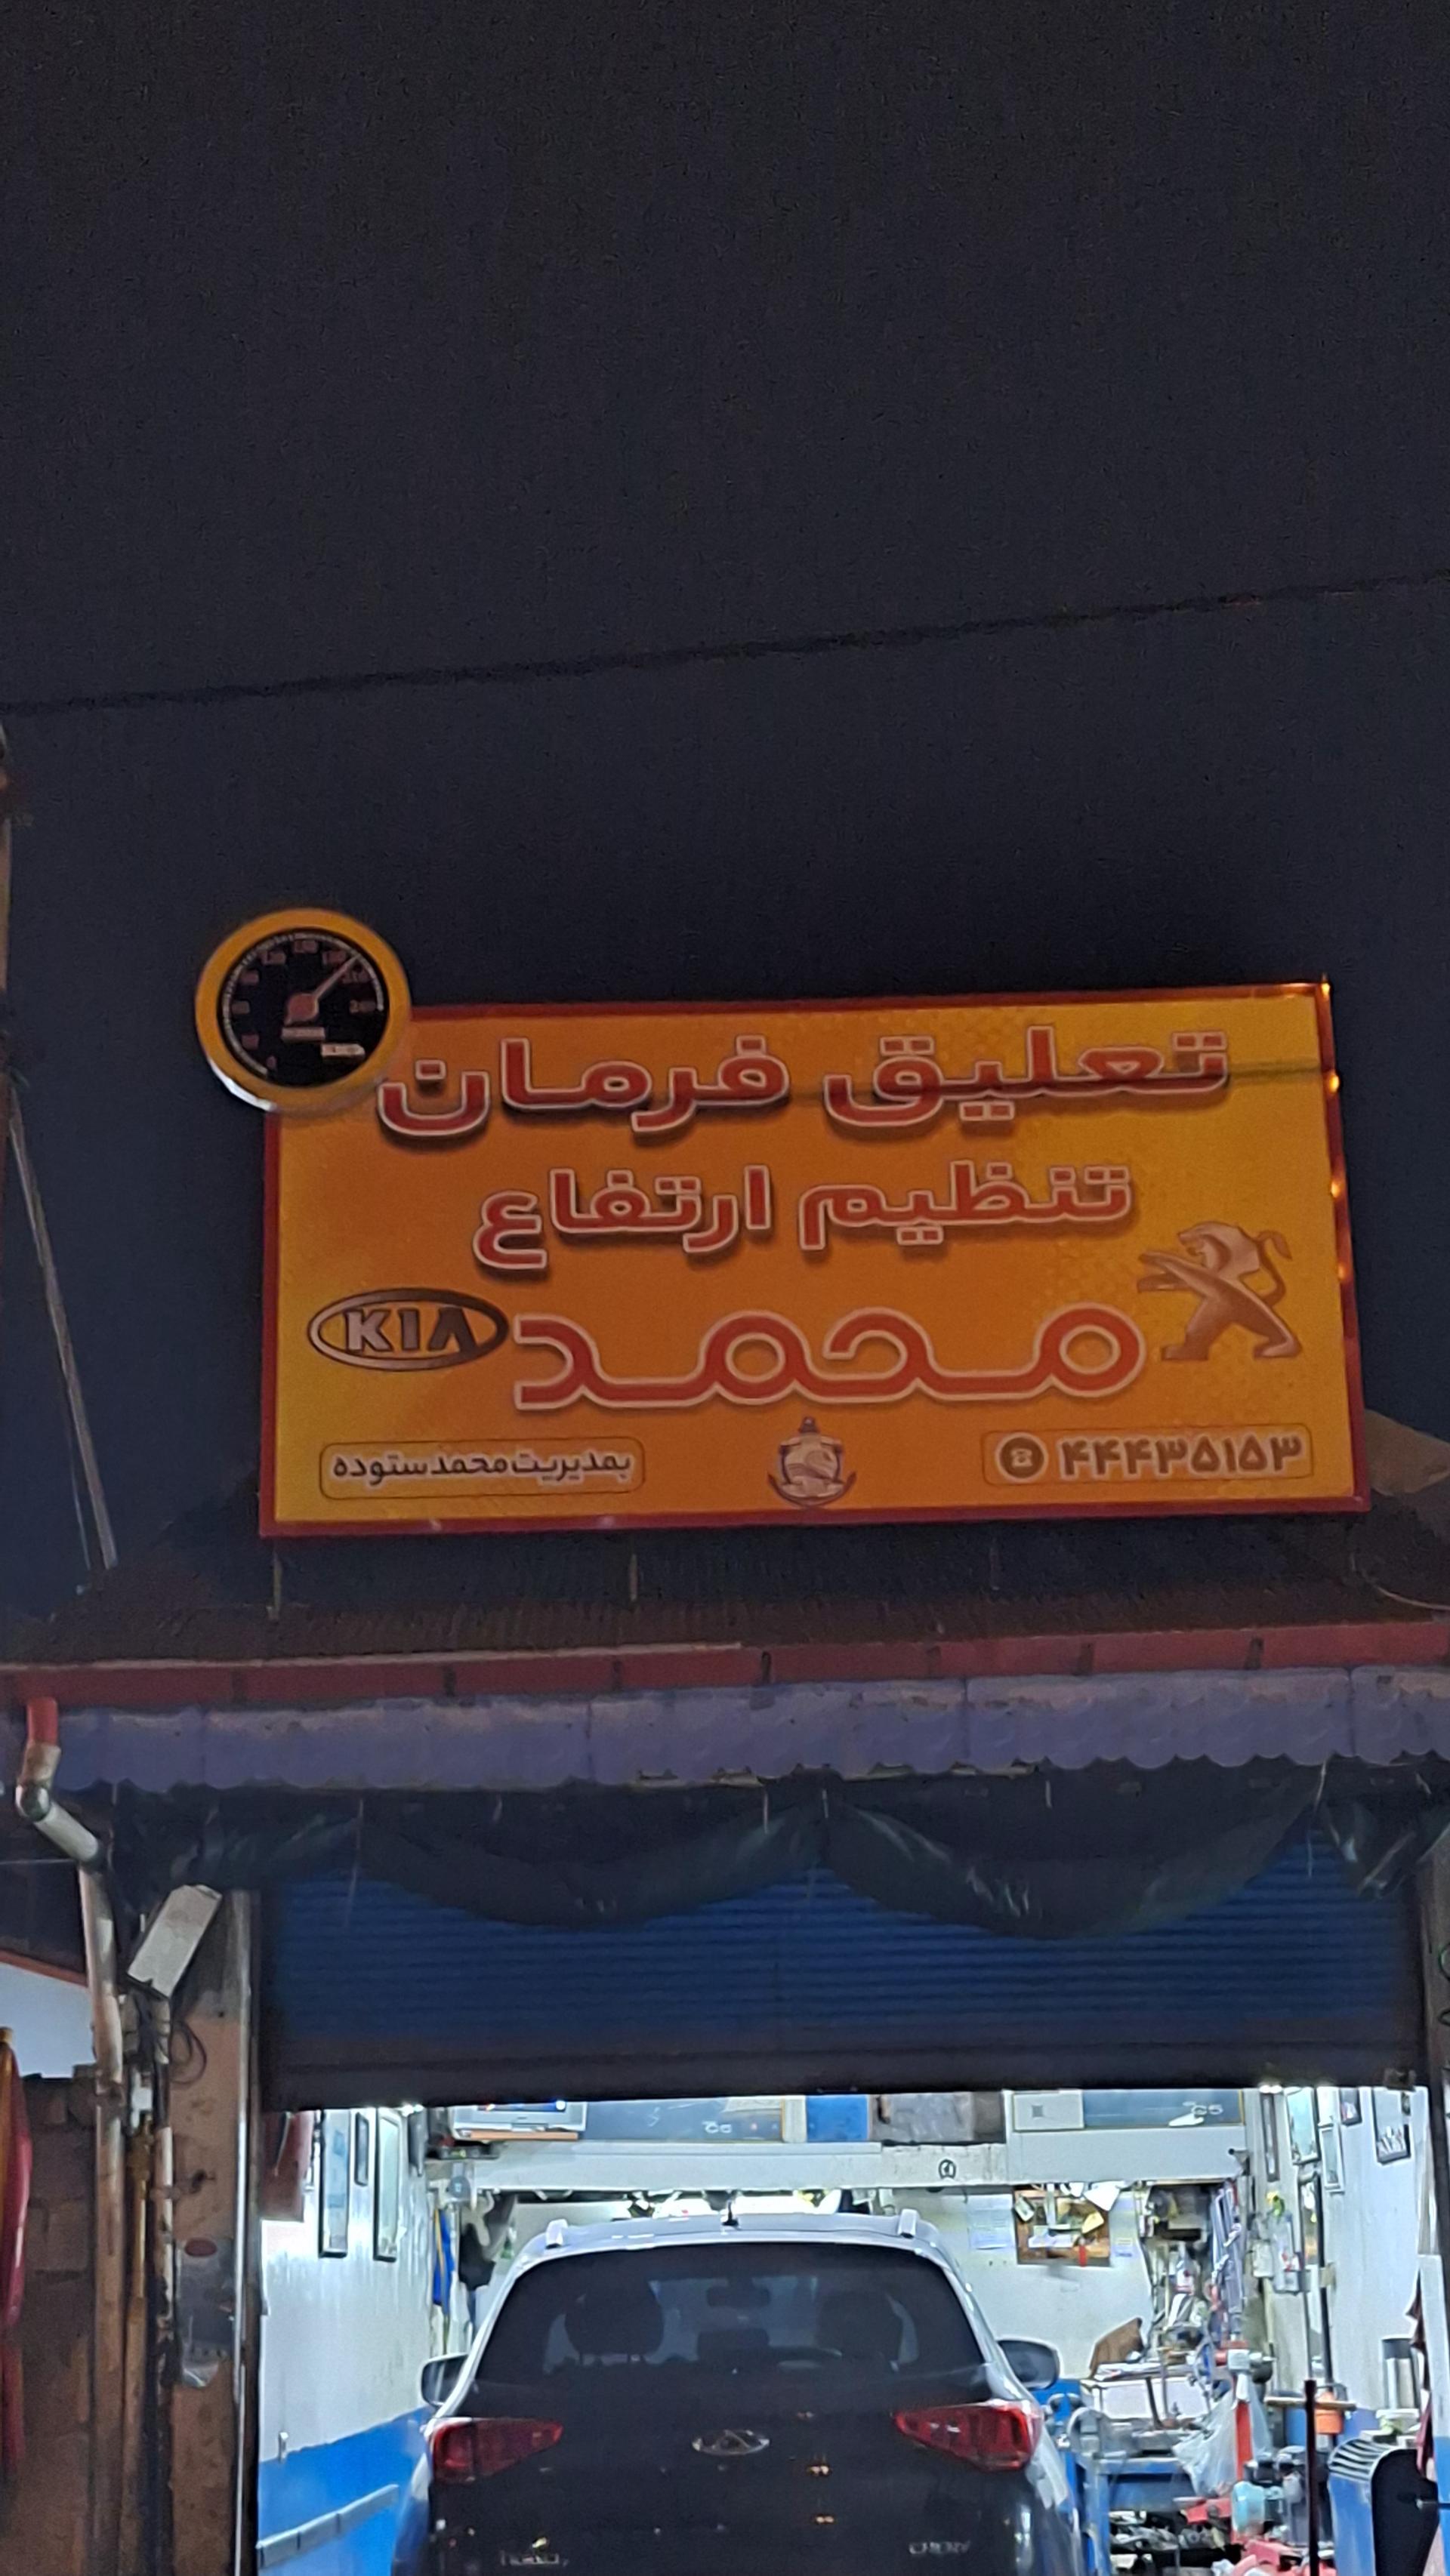 تعلیق فرمان
تنظیم ارتفاع
محمد
KIA
۴۴۴۳۵۱۵۳
بمدیریت محمد ستوده